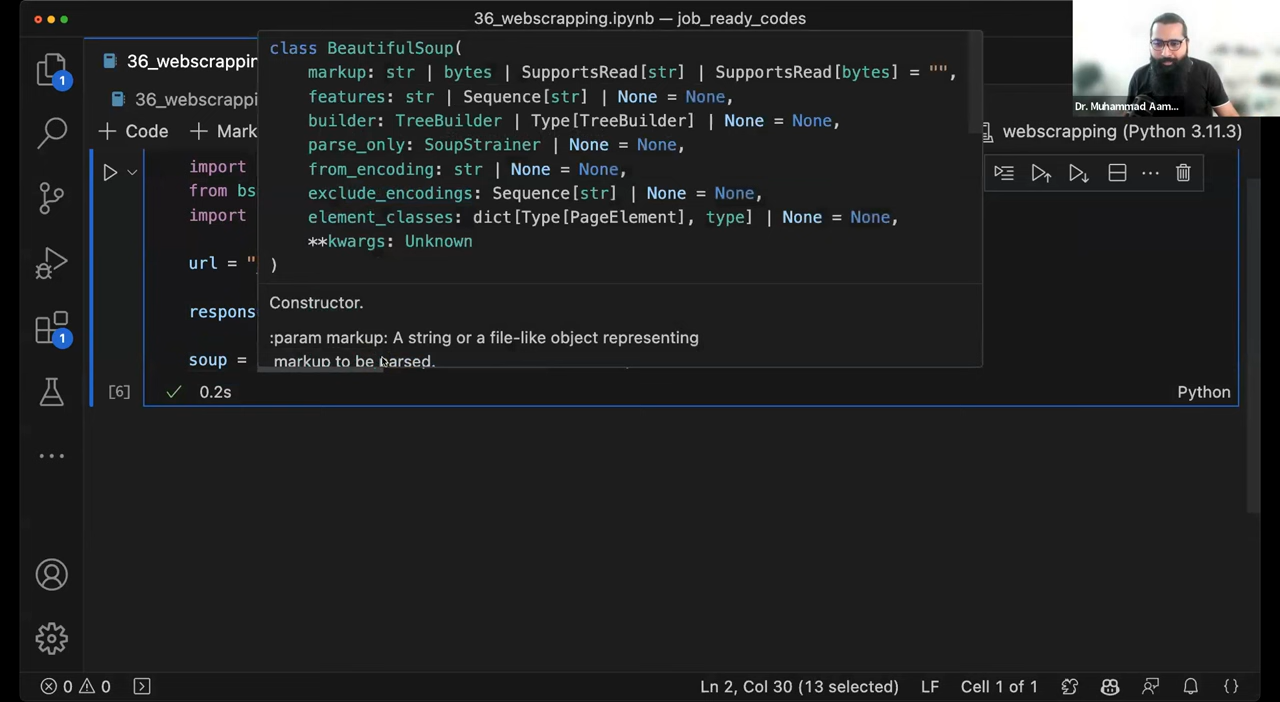 36_webscrapping.ipynb — job_ready_codes
36_webscrappin
36_webscrappi
+ Code + Mark
webscrapping (Python 3.11.3)
class BeautifulSoup(
markup: str | bytes | SupportsRead[str] | SupportsRead[bytes] = "",
features: str | Sequence[str] | None = None,
builder: TreeBuilder | Type[TreeBuilder] | None = None,
parse_only: SoupStrainer | None = None,
from_encoding: str | None = None,
exclude_encodings: Sequence[str] | None = None,
element_classes: dict[Type[PageElement], type] | None = None,
**kwargs: Unknown
)
Constructor.
:param markup: A string or a file-like object representing
markup to be parsed.
import
from bs
import
url = "
respons
soup =
[6]
0.2s
Python
1
1
Dr. Muhammad Aam...
0 0
Ln 2, Col 30 (13 selected)
LF
Cell 1 of 1